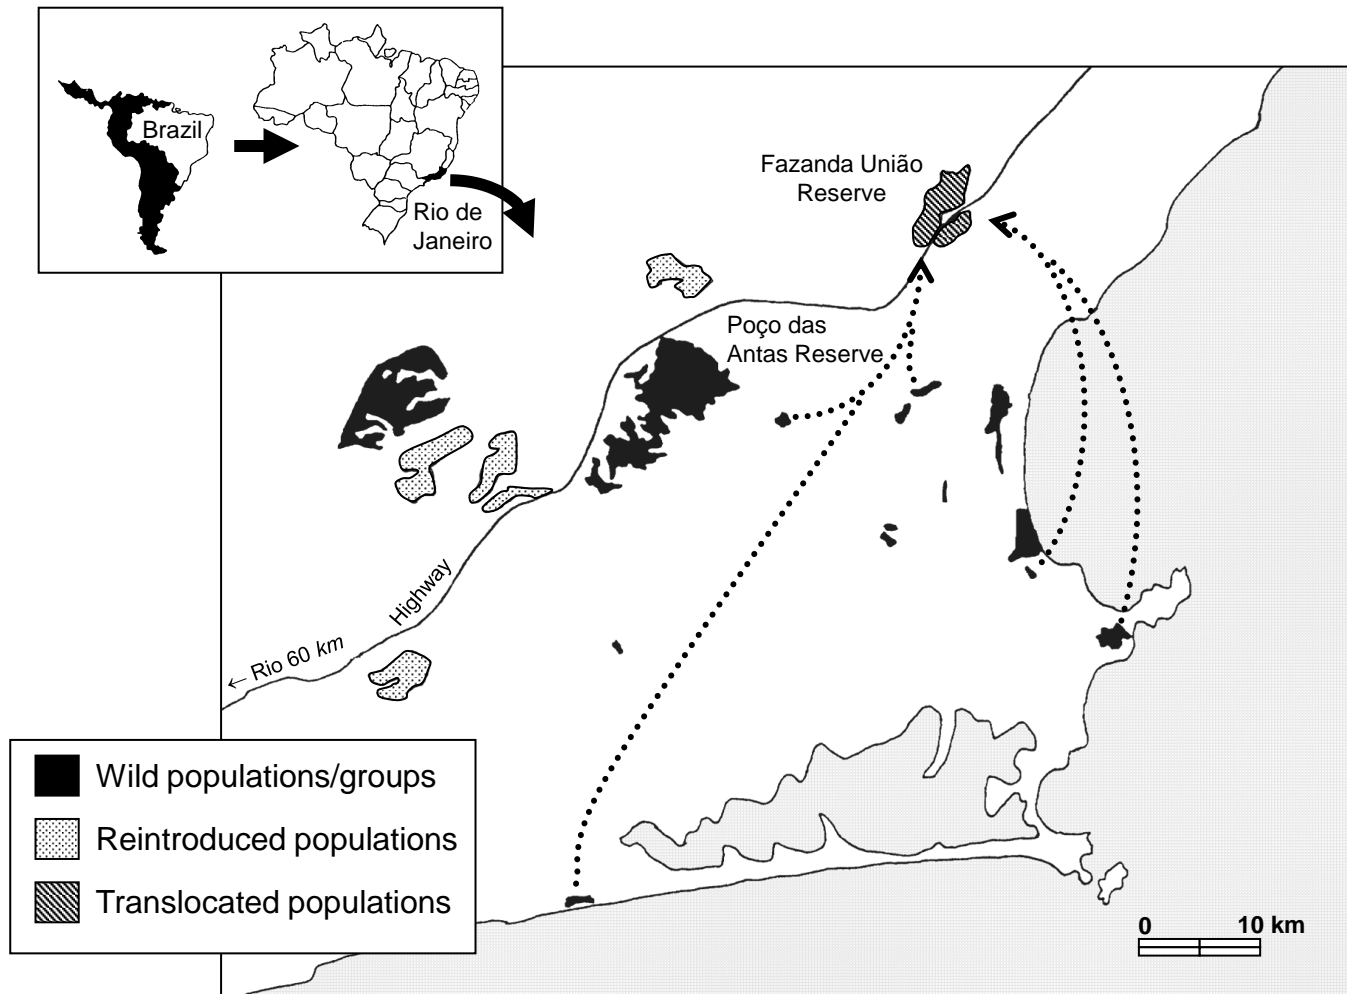 Brazil
Rio de
Janeiro
Fazanda União
Reserve
Poço das
Antas Reserve
Highway
← Rio 60 km
Wild populations/groups
Reintroduced populations
Translocated populations
0 10 km